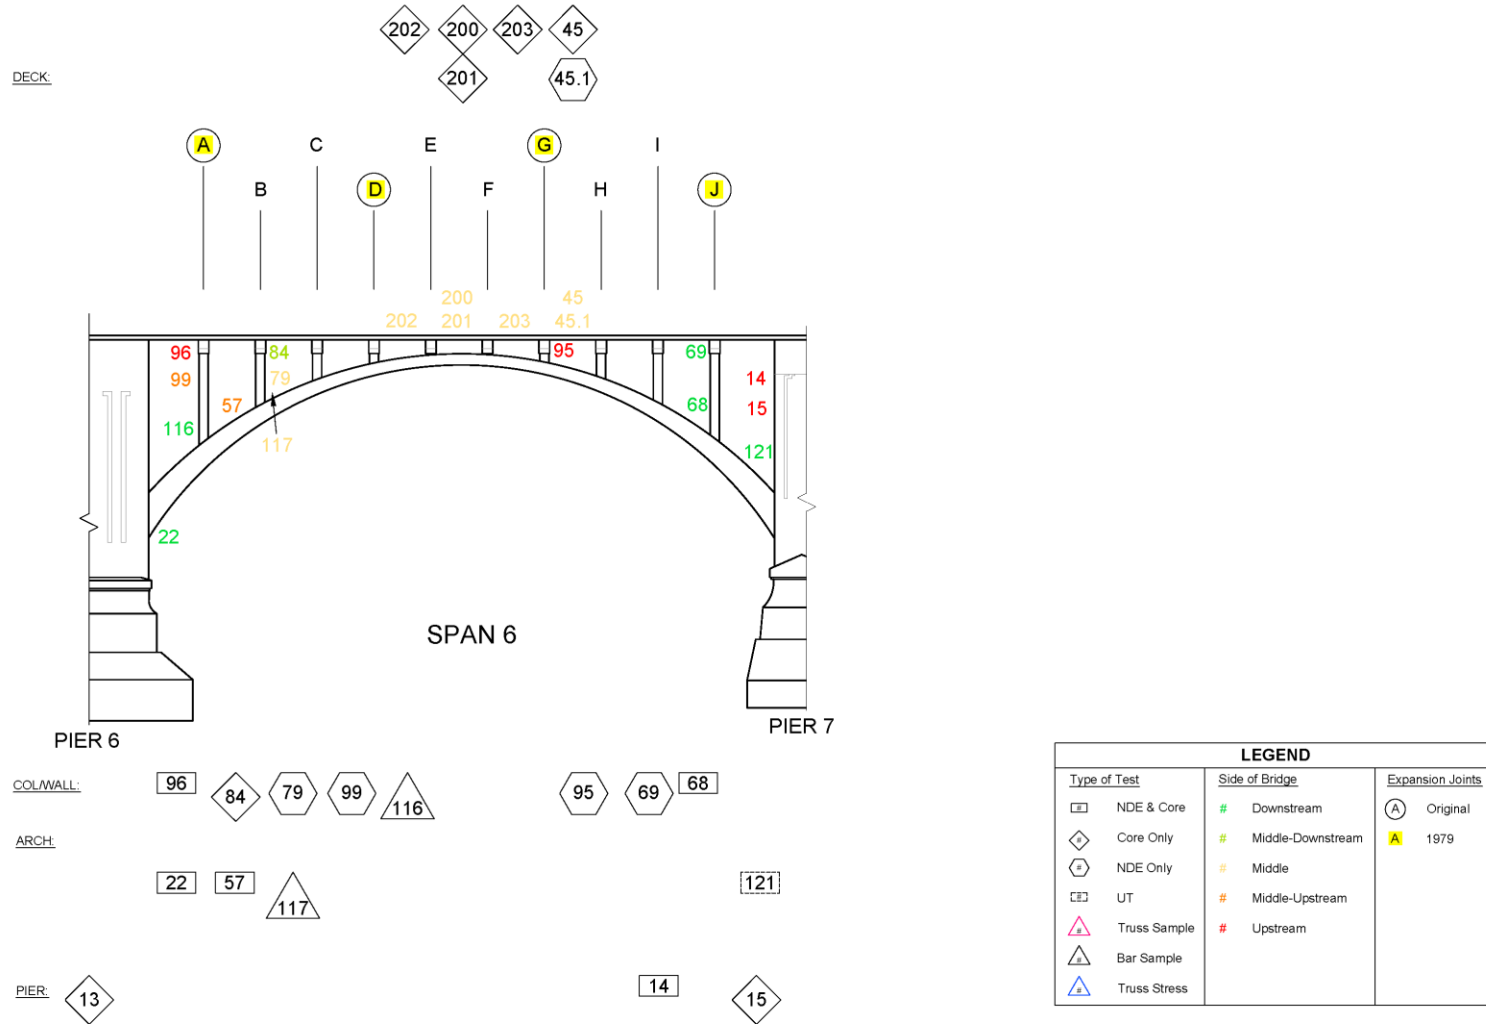 202 200 203 45
DECK:
201 45.1
A C E G I
B D F H J
200 45
202 201 203 45.1
96 84 95 69
99 79 14
57 68 15
116
117 121
22
SPAN 6
PIER 6 PIER 7
COL/WALL: 96 84 79 99 116 95 69 68
ARCH:
22 57 117 121
PIER: 13 14 15
LEGEND
Type of Test Side of Bridge Expansion Joints
# NDE & Core # Downstream A Original
# Core Only # Middle-Downstream A 1979
# NDE Only # Middle
# UT # Middle-Upstream
# Truss Sample # Upstream
# Bar Sample
# Truss Stress